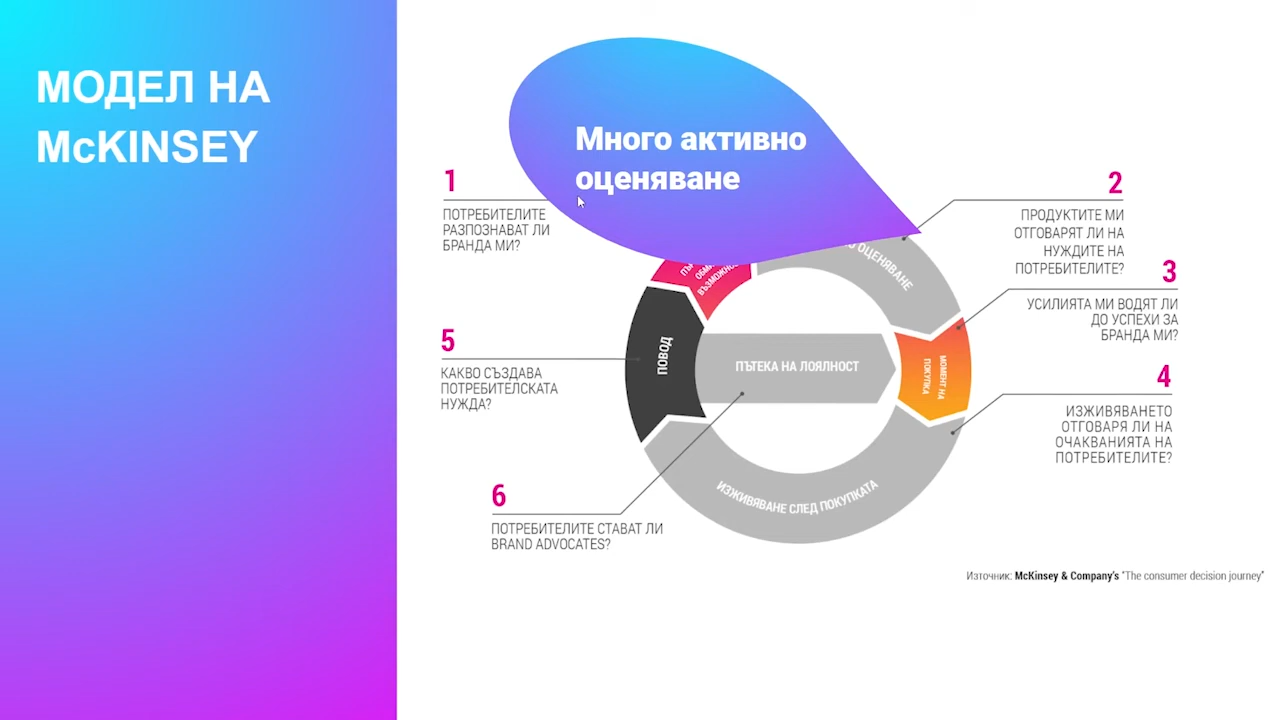 МОДЕЛ НА
McKINSEY
Много активно
оценяване
1
ПОТРЕБИТЕЛИТЕ
РАЗПОЗНАВАТ ЛИ
БРАНДА МИ?
2
ПРОДУКТИТЕ МИ
ОТГОВАРЯТ ЛИ НА
НУЖДИТЕ НА
ПОТРЕБИТЕЛИТЕ?
3
УСИЛИЯТА МИ ВОДЯТ ЛИ
ДО УСПЕХИ ЗА
БРАНДА МИ?
4
ИЗЖИВЯВАНЕТО
ОТГОВАРЯ ЛИ НА
ОЧАКВАНИЯТА НА
ПОТРЕБИТЕЛИТЕ?
5
КАКВО СЪЗДАВА
ПОТРЕБИТЕЛСКАТА
НУЖДА?
6
ПОТРЕБИТЕЛИТЕ СТАВАТ ЛИ
BRAND ADVOCATES?
ОЦЕНЯВАНЕ
МОМЕНТ НА
ПОКУПКА
ПОВОД
ПЪТЕКА НА ЛОЯЛНОСТ
ИЗЖИВЯВАНЕ СЛЕД ПОКУПКАТА
Източник: McKinsey & Company's "The consumer decision journey"